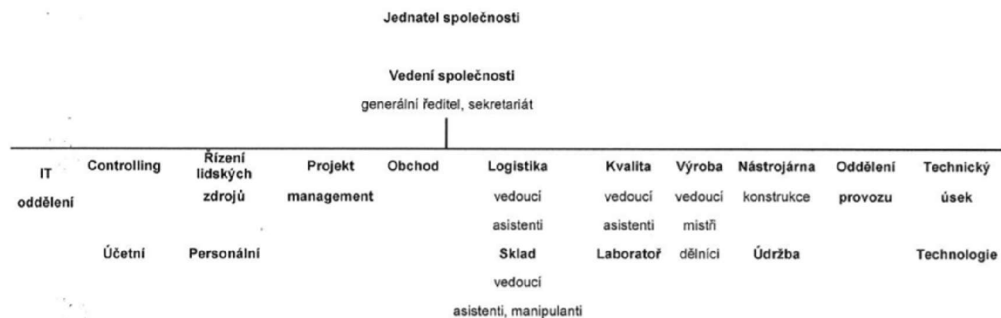 Jednatel společnosti
Vedení společnosti
generální ředitel, sekretariát
IT
oddělení
Controlling
Účetní
Řízení
lidských
zdrojů
Personální
Projekt
management
Obchod
Logistika
vedoucí
asistenti
Sklad
vedoucí
asistenti, manipulanti
Kvalita
vedoucí
asistenti
Laboratoř
Výroba
vedoucí
mistři
dělníci
Nástrojárna
konstrukce
Údržba
Oddělení
provozu
Technický
úsek
Technologie